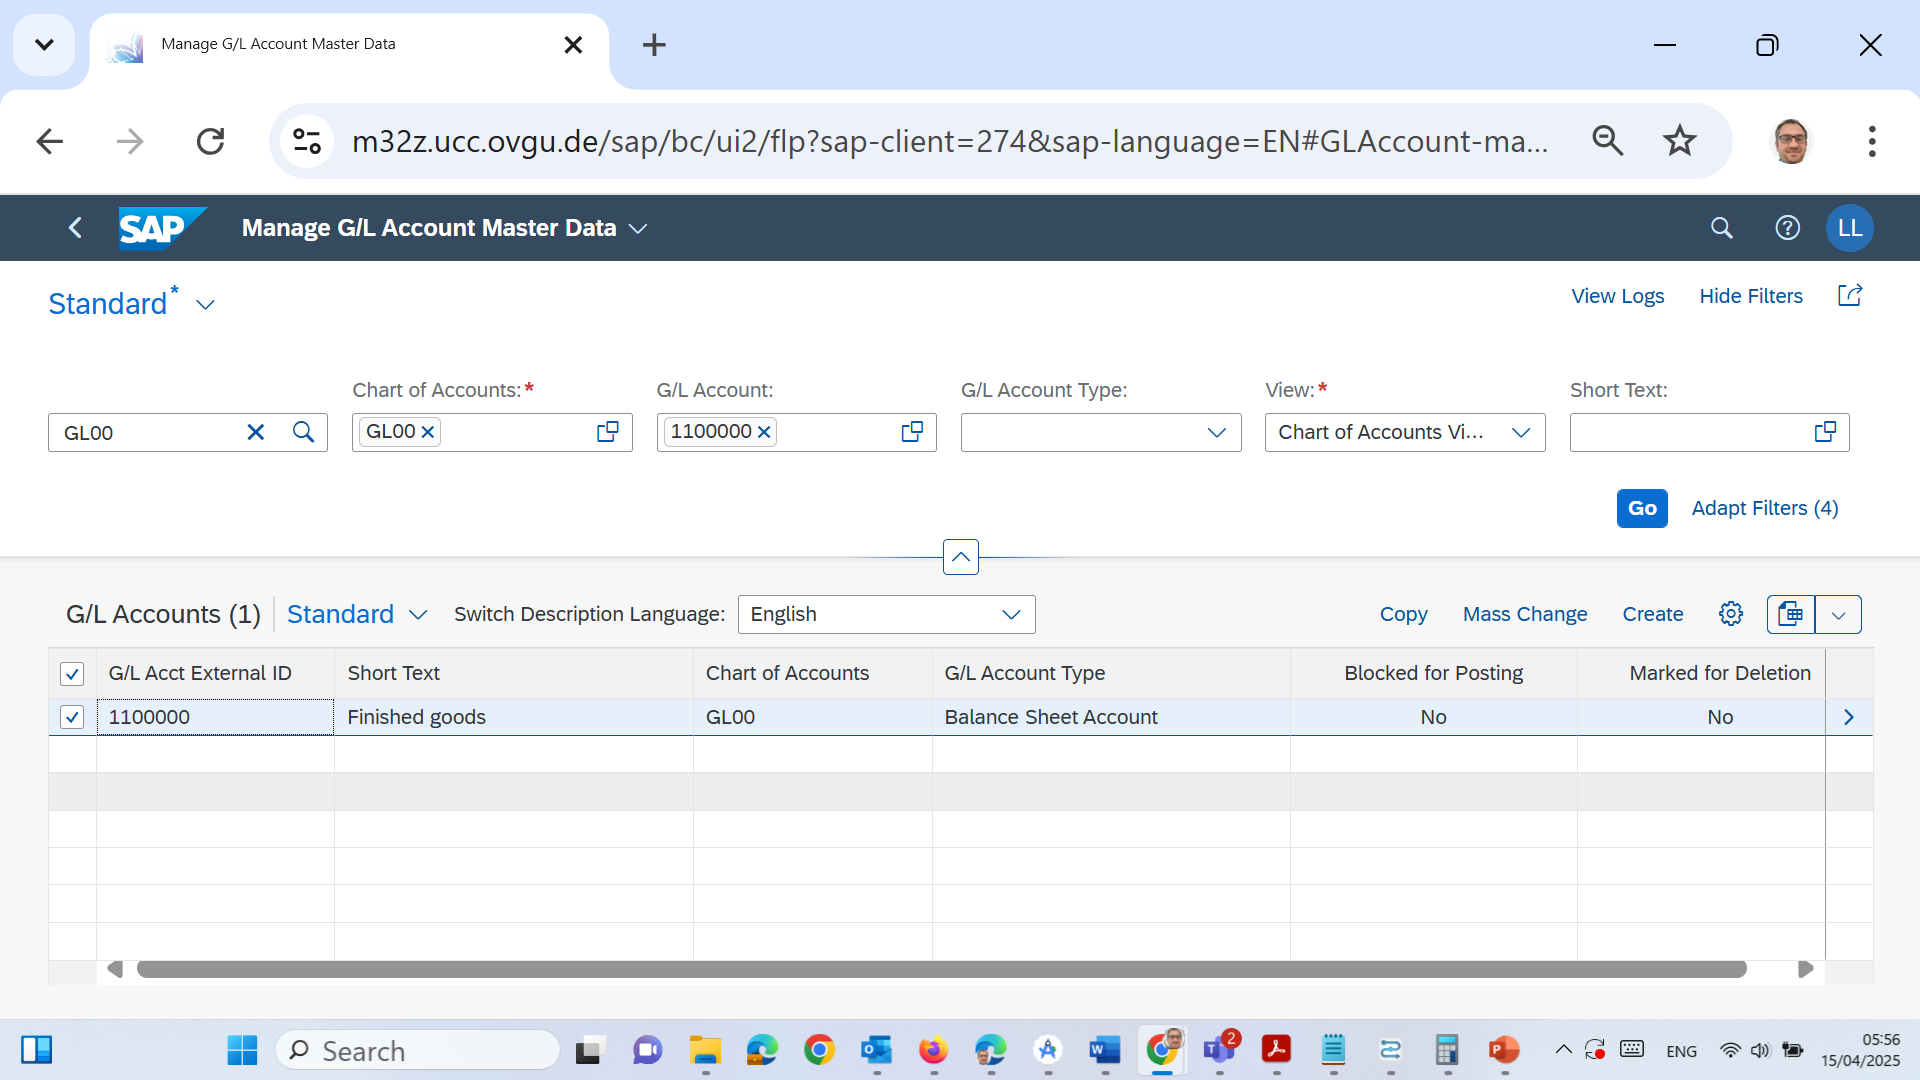 Manage G/L Account Master Data
m32z.ucc.ovgu.de/sap/bc/ui2/flp?sap-client=274&sap-language=EN#GLAccount-ma...
SAP Manage G/L Account Master Data LL
Standard* View Logs Hide Filters
Chart of Accounts:* G/L Account: G/L Account Type: View:* Short Text:
GL00 GL00 1100000 Chart of Accounts Vi...
Go Adapt Filters (4)
G/L Accounts (1) Standard Switch Description Language: English Copy Mass Change Create
G/L Acct External ID Short Text Chart of Accounts G/L Account Type Blocked for Posting Marked for Deletion
1100000 Finished goods GL00 Balance Sheet Account No No
Search 2 ENG 05:56
15/04/2025